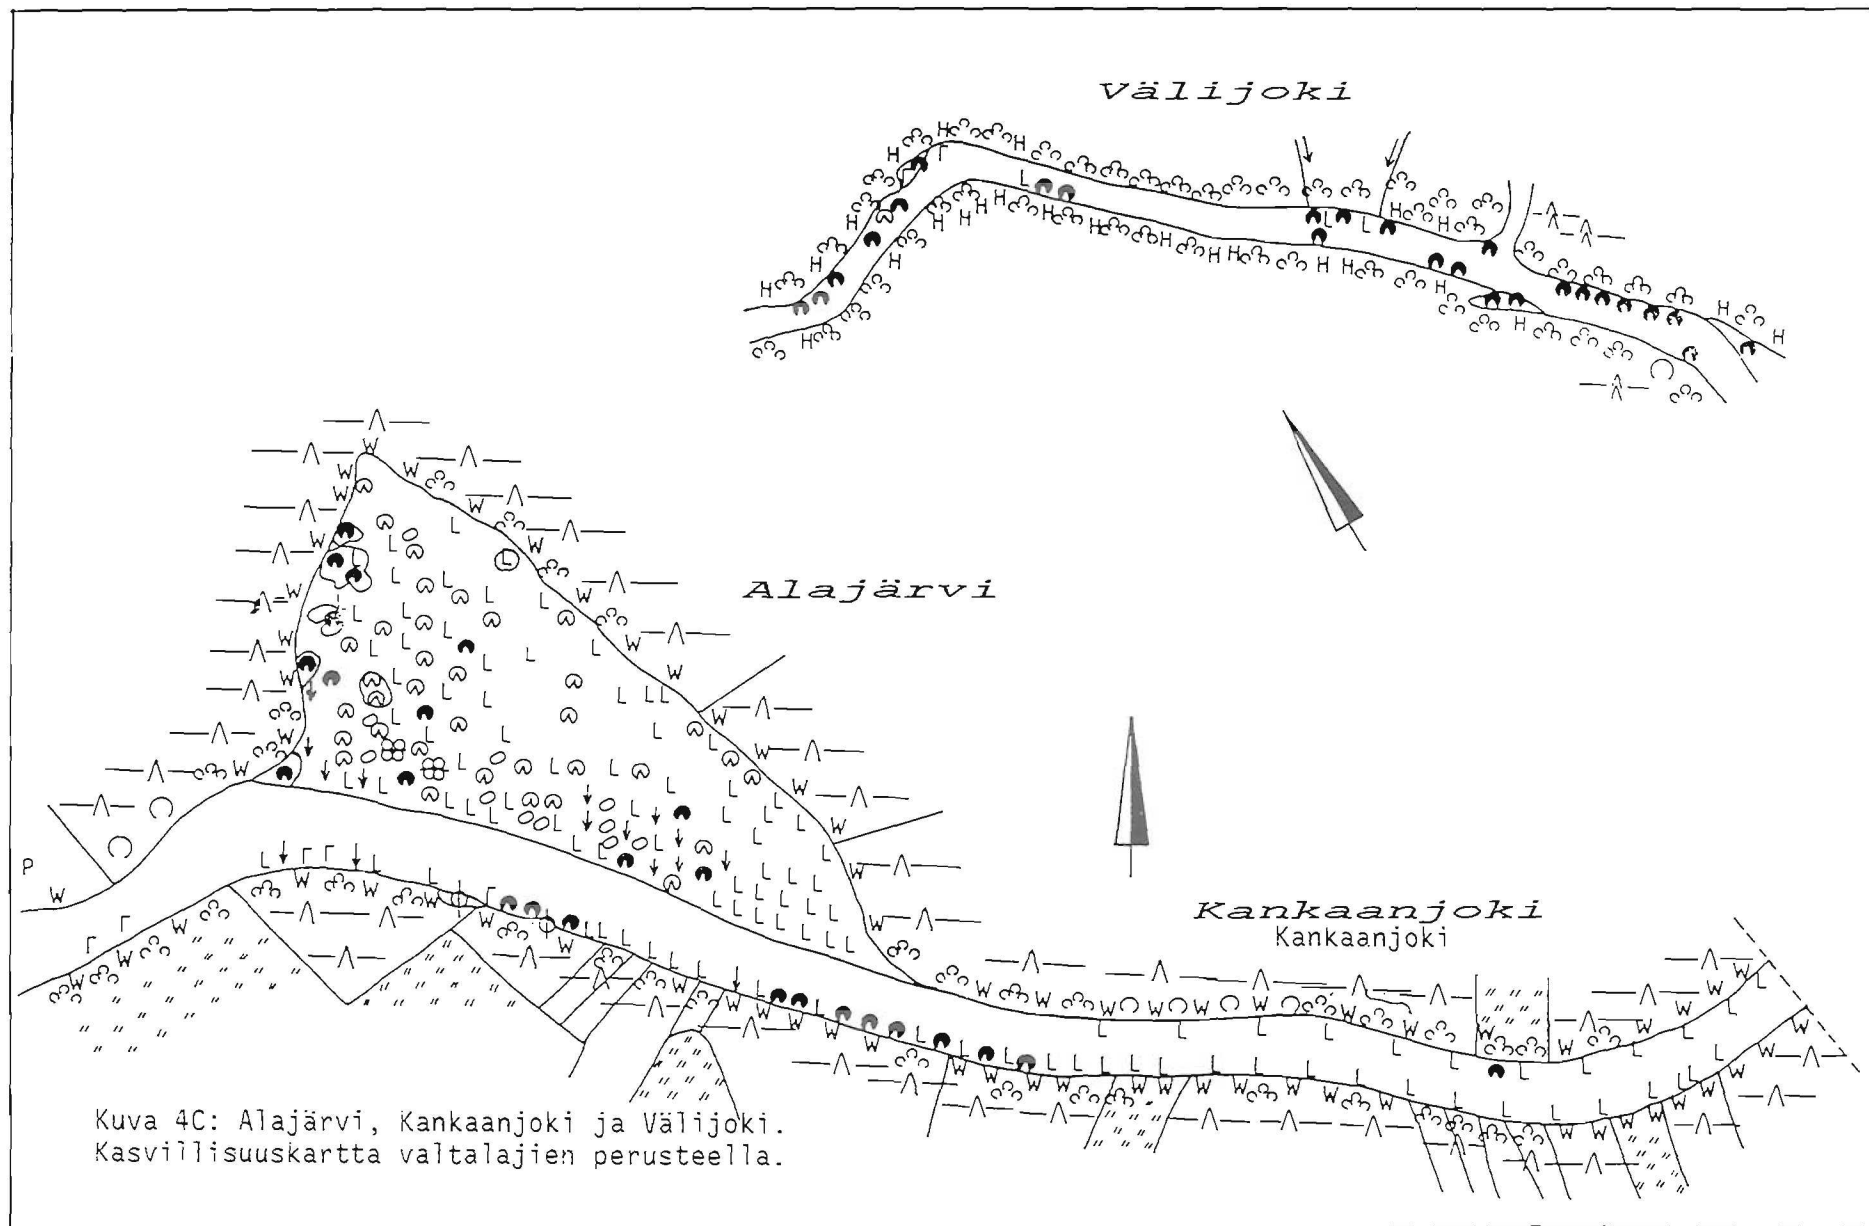 Välijoki
Alajärvi
Kankaanjoki
Kankaanjoki
Kuva 4C: Alajärvi, Kankaanjoki ja Välijoki.
Kasvillisuuskartta valtalajien perusteella.